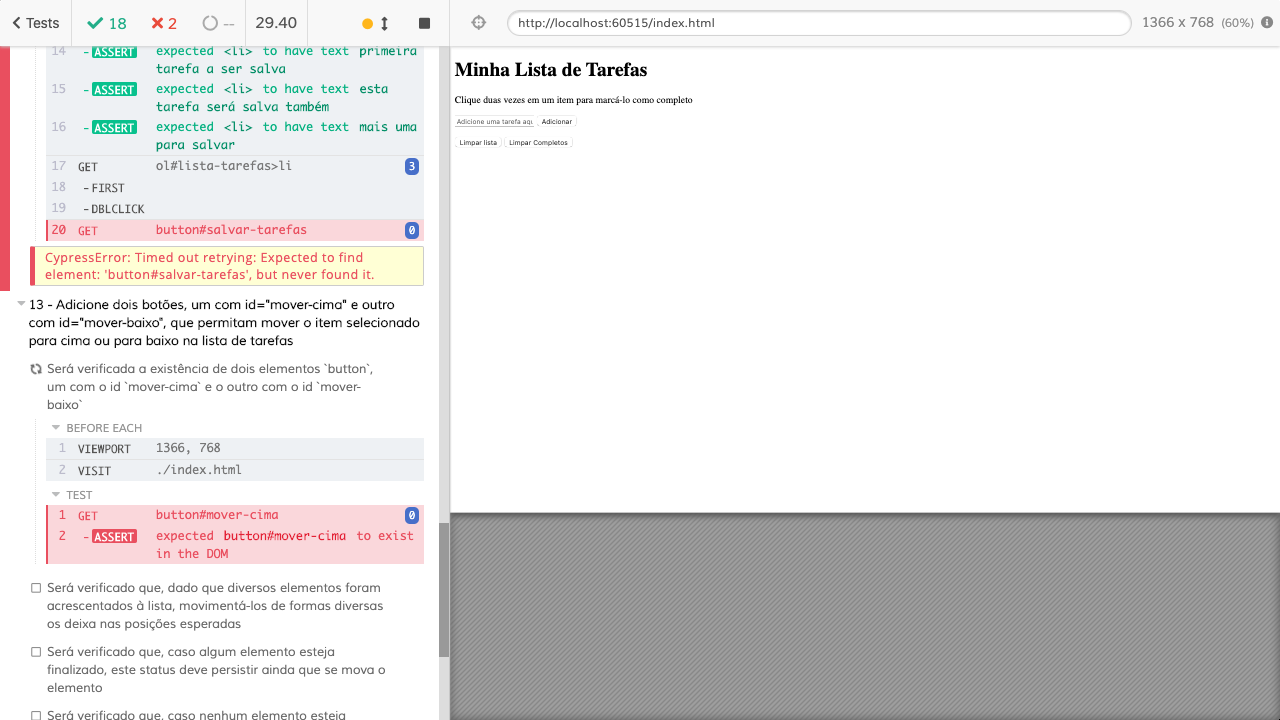 Tests 18 2 -- 29.40 http://localhost:60515/index.html 1366 x 768 (60%)
14 - ASSERT expected <li> to have text primeira
tarefa a ser salva
15 - ASSERT expected <li> to have text esta
tarefa será salva também
16 - ASSERT expected <li> to have text mais uma
para salvar
17 GET ol#lista-tarefas>li 3
18 - FIRST
19 - DBLCLICK
20 GET button#salvar-tarefas 0
CypressError: Timed out retrying: Expected to find
element: 'button#salvar-tarefas', but never found it.
13 - Adicione dois botões, um com id="mover-cima" e outro
com id="mover-baixo", que permitam mover o item selecionado
para cima ou para baixo na lista de tarefas
Será verificada a existência de dois elementos `button`,
um com o id `mover-cima` e o outro com o id `mover-
baixo`
BEFORE EACH
1 VIEWPORT 1366, 768
2 VISIT ./index.html
TEST
1 GET button#mover-cima 0
2 - ASSERT expected button#mover-cima to exist
in the DOM
Será verificado que, dado que diversos elementos foram
acrescentados à lista, movimentá-los de formas diversas
os deixa nas posições esperadas
Será verificado que, caso algum elemento esteja
finalizado, este status deve persistir ainda que se mova o
elemento
Será verificado que, caso nenhum elemento esteja
Minha Lista de Tarefas
Clique duas vezes em um item para marcá-lo como completo
Adicione uma tarefa aqu Adicionar
Limpar lista Limpar Completos